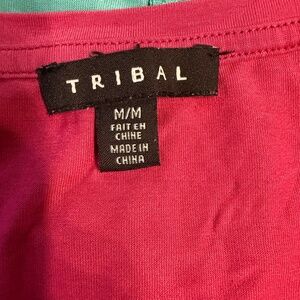 TRIBAL
M/M
FAIT EN
CHINE
MADE IN
CHINA